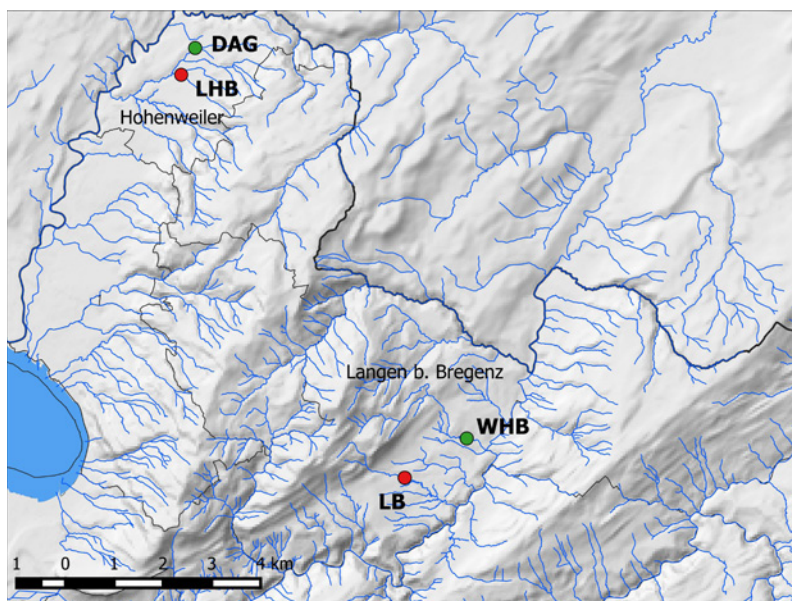 DAG
LHB
Hohenweiler
Langen b. Bregenz
WHB
LB
1 0 1 2 3 4 km